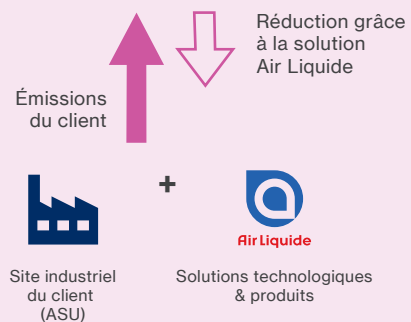 Réduction grâce
à la solution
Air Liquide
Émissions
du client
+
Air Liquide
Site industriel
du client
(ASU)
Solutions technologiques
& produits